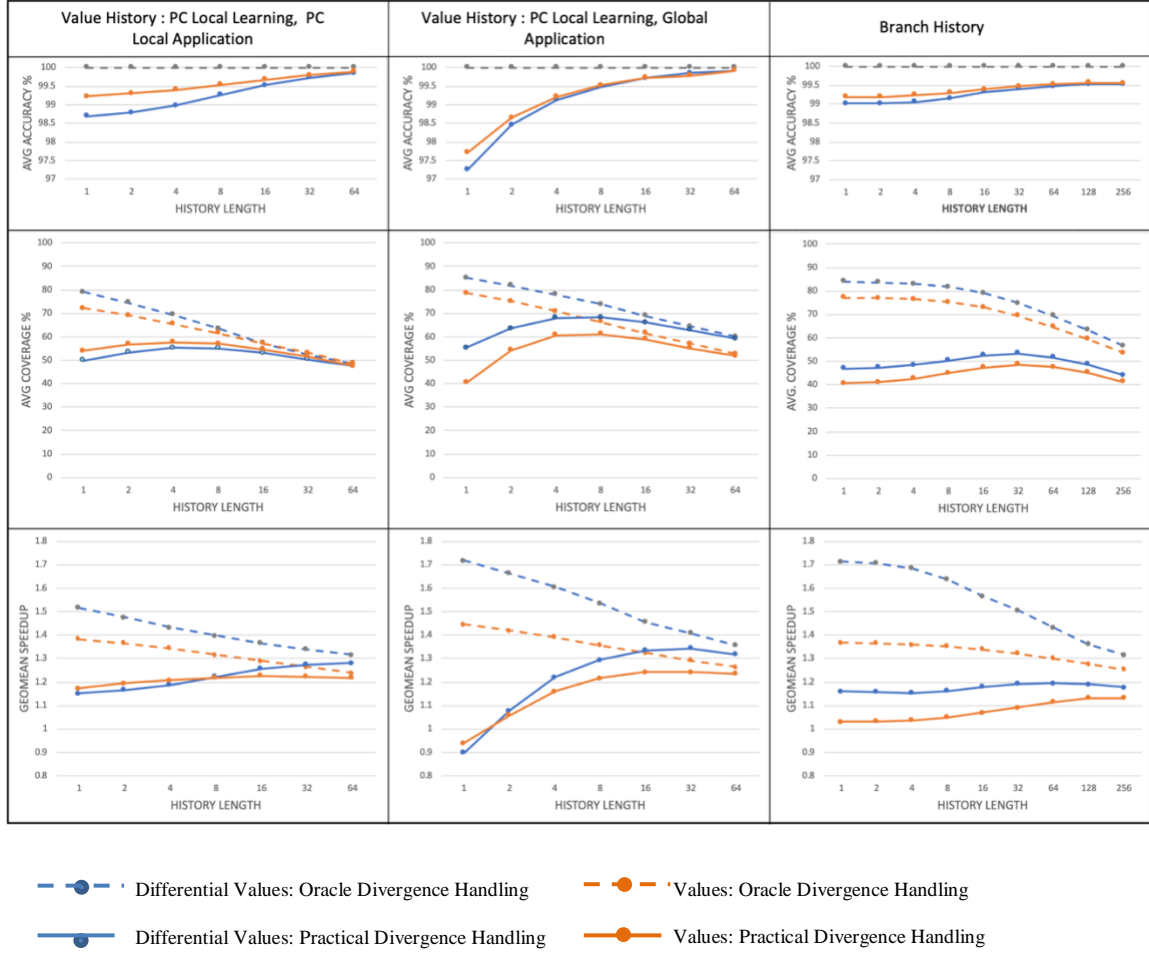 Value History : PC Local Learning, PC
Local Application
Value History : PC Local Learning, Global
Application
Branch History
AVG ACCURACY %
100
99.5
99
98.5
98
97.5
97
1 2 4 8 16 32 64
HISTORY LENGTH
AVG ACCURACY %
100
99.5
99
98.5
98
97.5
97
1 2 4 8 16 32 64
HISTORY LENGTH
AVG ACCURACY %
100
99.5
99
98.5
98
97.5
97
1 2 4 8 16 32 64 128 256
HISTORY LENGTH
AVG COVERAGE %
100
90
80
70
60
50
40
30
20
10
0
1 2 4 8 16 32 64
HISTORY LENGTH
AVG COVERAGE %
100
90
80
70
60
50
40
30
20
10
0
1 2 4 8 16 32 64
HISTORY LENGTH
AVG. COVERAGE %
100
90
80
70
60
50
40
30
20
10
0
1 2 4 8 16 32 64 128 256
HISTORY LENGTH
GEOMEAN SPEEDUP
1.8
1.7
1.6
1.5
1.4
1.3
1.2
1.1
1
0.9
0.8
1 2 4 8 16 32 64
HISTORY LENGTH
GEOMEAN SPEEDUP
1.8
1.7
1.6
1.5
1.4
1.3
1.2
1.1
1
0.9
0.8
1 2 4 8 16 32 64
HISTORY LENGTH
GEOMEAN SPEEDUP
1.8
1.7
1.6
1.5
1.4
1.3
1.2
1.1
1
0.9
0.8
1 2 4 8 16 32 64 128 256
HISTORY LENGTH
Differential Values: Oracle Divergence Handling
Values: Oracle Divergence Handling
Differential Values: Practical Divergence Handling
Values: Practical Divergence Handling